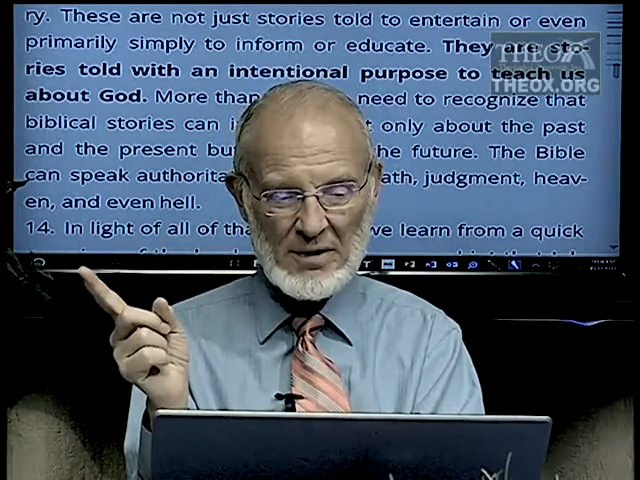 ry. These are not just stories told to entertain or even
primarily simply to inform or educate. They are sto-
ries told with an intentional purpose to teach us
about God. More than need to recognize that
biblical stories can only about the past
and the present but the future. The Bible
can speak authorita ath, judgment, heav-
en, and even hell.
14. In light of all of tha we learn from a quick
THEOX
THEOX.ORG